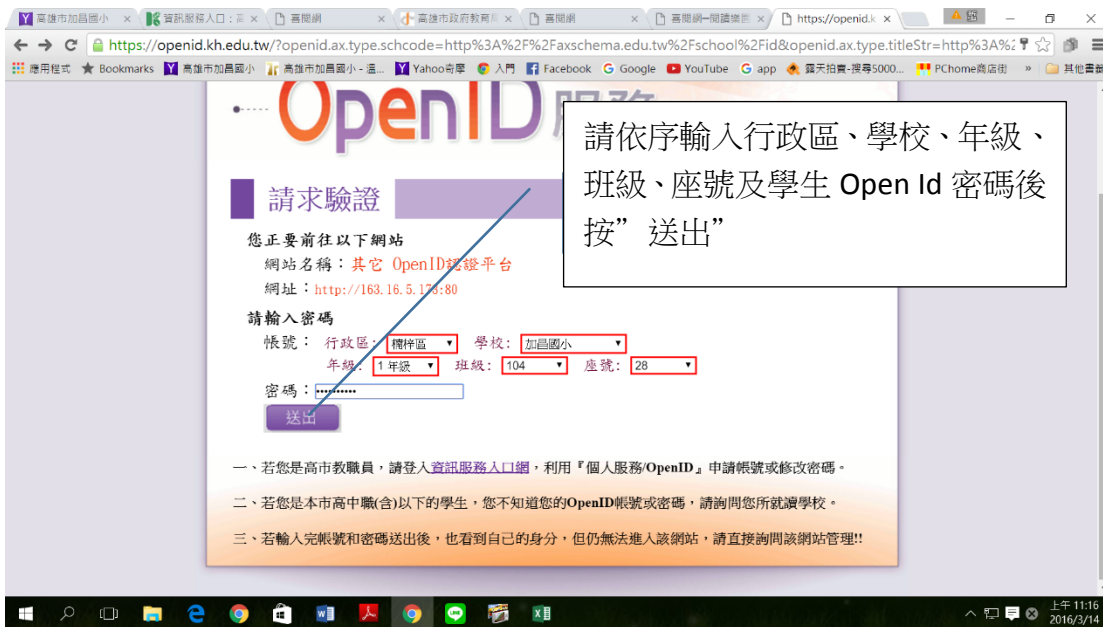 高雄市加昌國小
資訊服務入口：高
喜閱網
高雄市政府教育局
喜閱網
喜閱網─閱讀樂園
https://openid.k
https://openid.kh.edu.tw/?openid.ax.type.schcode=http%3A%2F%2Faxschema.edu.tw%2Fschool%2Fid&openid.ax.type.titleStr=http%3A%2
應用程式
Bookmarks
高雄市加昌國小
高雄市加昌國小 - 溫...
Yahoo奇摩
入門
Facebook
Google
YouTube
app
露天拍賣-搜尋5000...
PChome商店街
»
其他書籤
OpenID服務
請依序輸入行政區、學校、年級、
班級、座號及學生 Open Id 密碼後
按”送出”
請求驗證
您正要前往以下網站
網站名稱：其它 OpenID認證平台
網址：http://163.16.5.173:80
請輸入密碼
帳號： 行政區: 楠梓區 學校: 加昌國小
年級: 1 年級 班級: 104 座號: 28
密碼：••••••••••
送出
一、若您是高市教職員，請登入資訊服務入口網，利用『個人服務/OpenID』申請帳號或修改密碼。
二、若您是本市高中職(含)以下的學生，您不知道您的OpenID帳號或密碼，請詢問您所就讀學校。
三、若輸入完帳號和密碼送出後，也看到自己的身分，但仍無法進入該網站，請直接詢問該網站管理!!
上午 11:16
2016/3/14